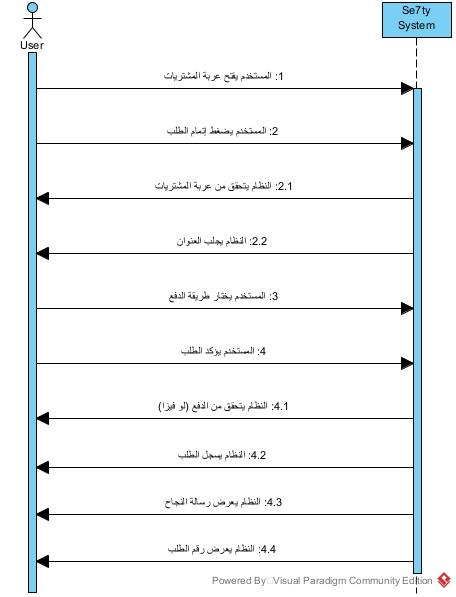 Se7ty
System
User
1: المستخدم يفتح عربة المشتريات
2: المستخدم يضغط إتمام الطلب
2.1: النظام يتحقق من عربة المشتريات
2.2: النظام يجلب العنوان
3: المستخدم يختار طريقة الدفع
4: المستخدم يؤكد الطلب
4.1: النظام يتحقق من الدفع (لو فيزا)
4.2: النظام يسجل الطلب
4.3: النظام يعرض رسالة النجاح
4.4: النظام يعرض رقم الطلب
Powered By Visual Paradigm Community Edition